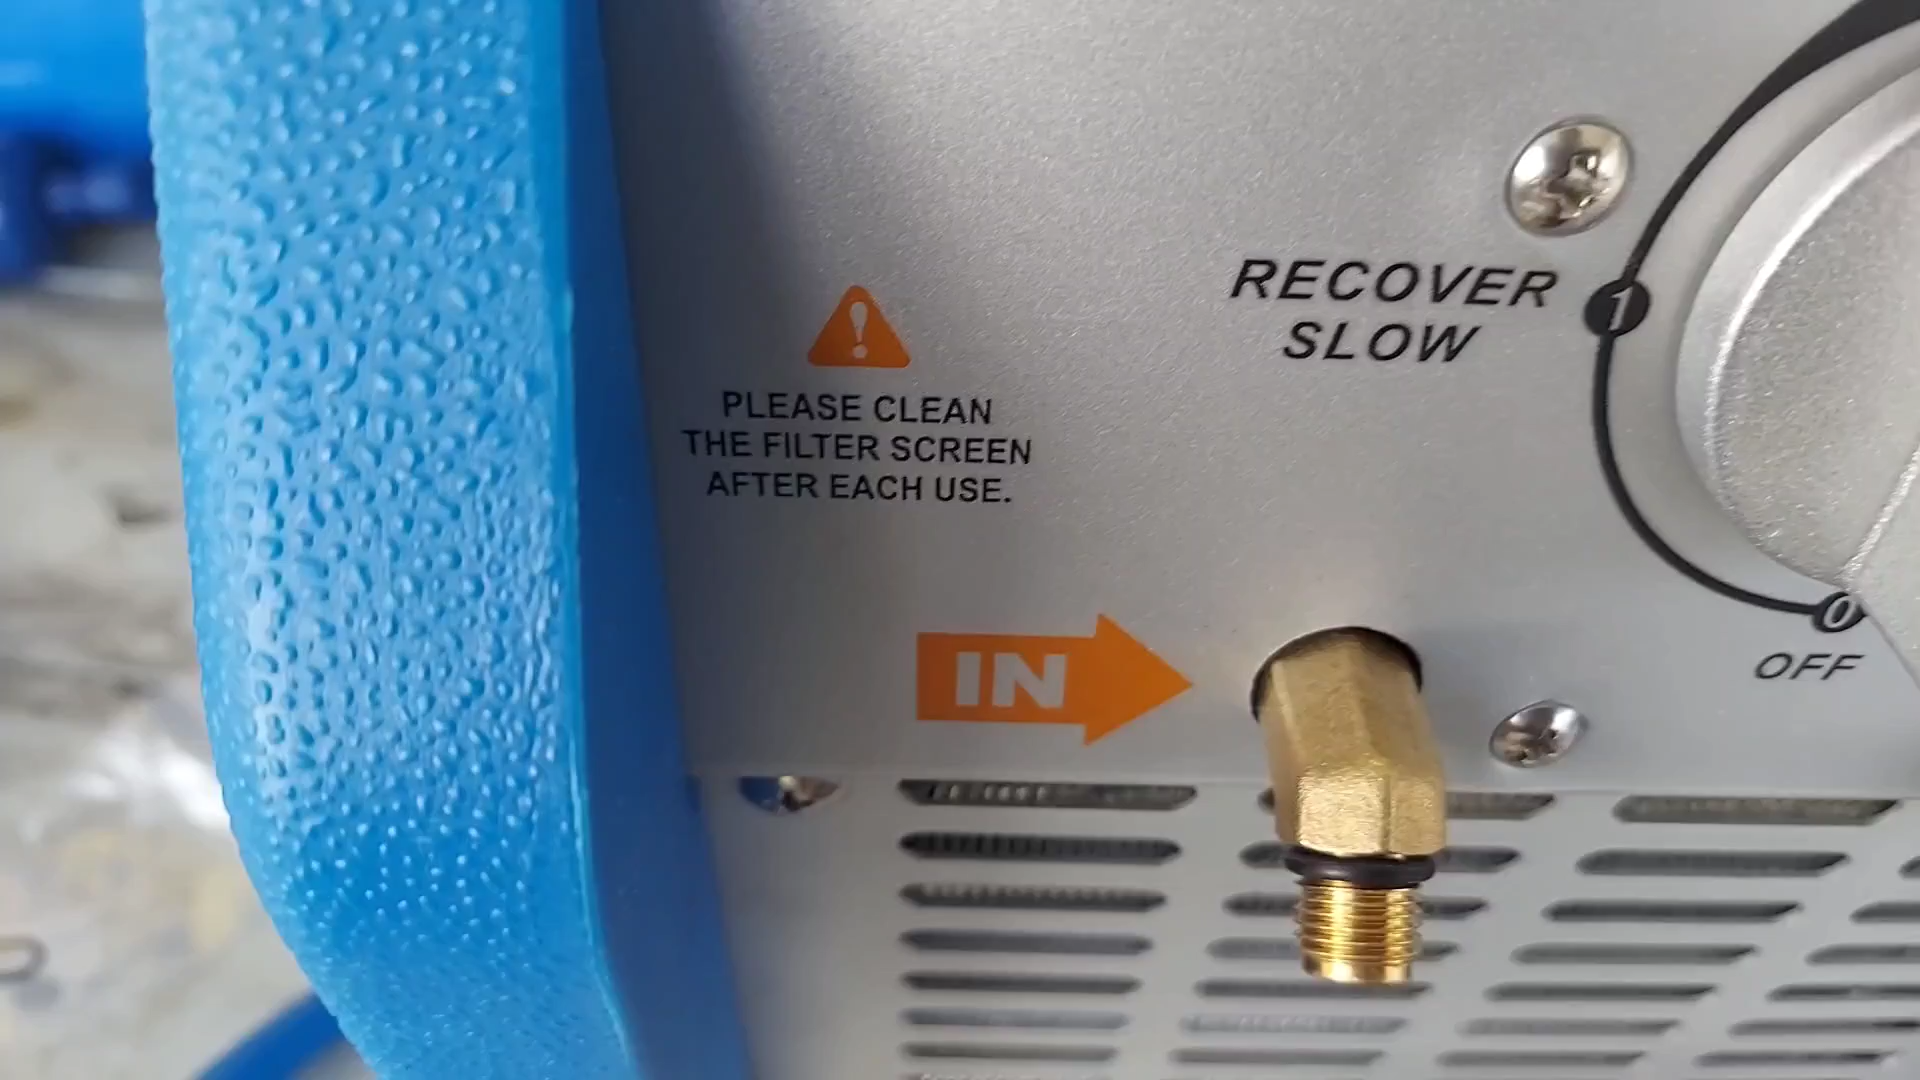 RECOVER
SLOW
1
!
PLEASE CLEAN
THE FILTER SCREEN
AFTER EACH USE.
0
OFF
IN